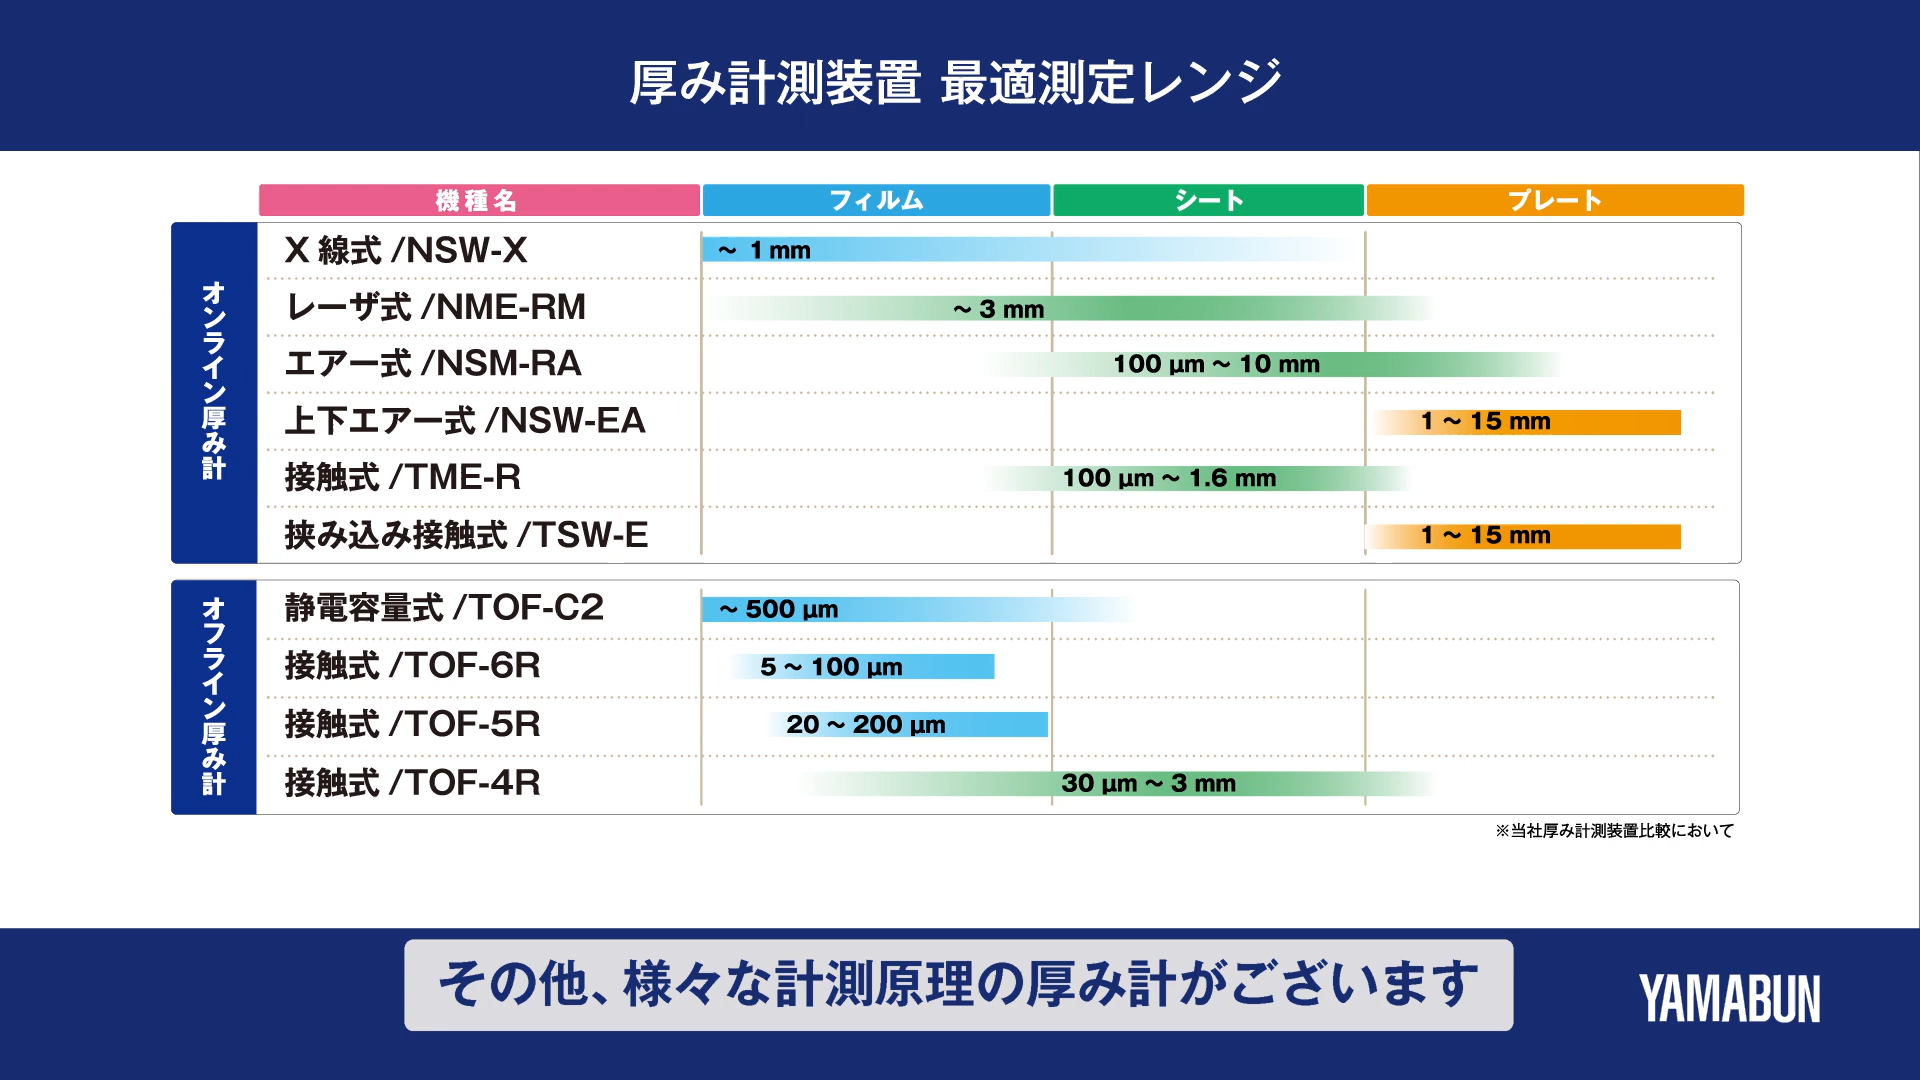 厚み計測装置 最適測定レンジ
機種名 フィルム シート プレート
オンライン厚み計
X 線式 /NSW-X ～ 1 mm
レーザ式 /NME-RM ～ 3 mm
エアー式 /NSM-RA 100 µm ～ 10 mm
上下エアー式 /NSW-EA 1 ～ 15 mm
接触式 /TME-R 100 µm ～ 1.6 mm
挟み込み接触式 /TSW-E 1 ～ 15 mm
オフライン厚み計
静電容量式 /TOF-C2 ～ 500 µm
接触式 /TOF-6R 5 ～ 100 µm
接触式 /TOF-5R 20 ～ 200 µm
接触式 /TOF-4R 30 µm ～ 3 mm
※当社厚み計測装置比較において
その他、様々な計測原理の厚み計がございます
YAMABUN